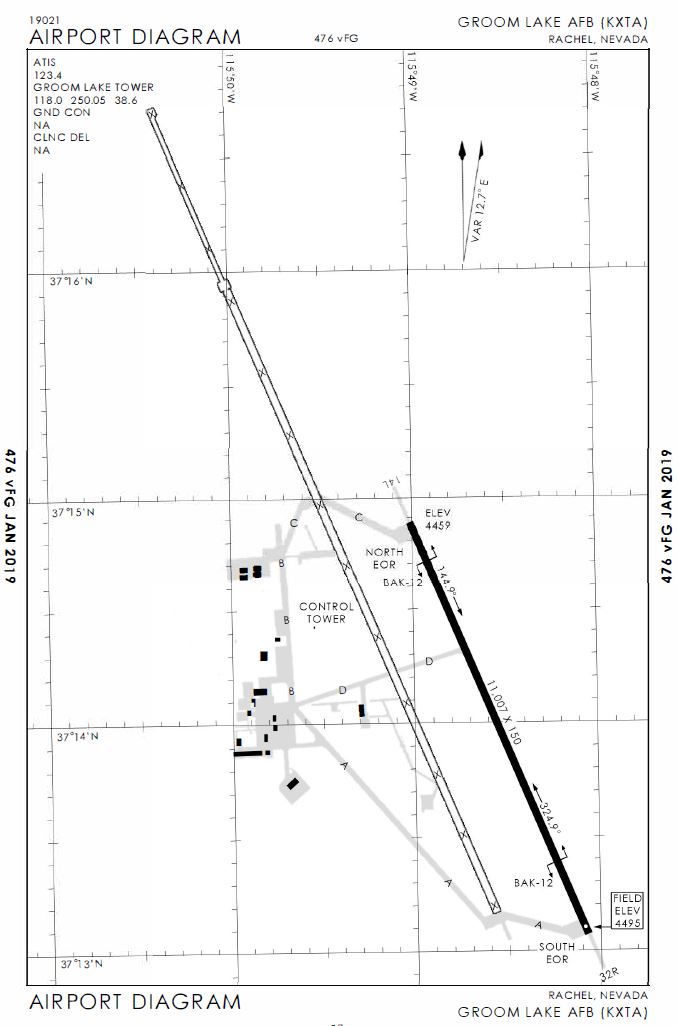 19021
AIRPORT DIAGRAM
476 vFG
GROOM LAKE AFB (KXTA)
RACHEL, NEVADA
ATIS
123.4
GROOM LAKE TOWER
118.0 250.05 38.6
GND CON
NA
CLNC DEL
NA
115°50'W
115°49'W
115°48'W
VAR 12.7° E
37°16'N
476 vFG JAN 2019
476 vFG JAN 2019
37°15'N
14L
C
C
ELEV
4459
NORTH
EOR
B
BAK-12
144.9°
CONTROL
TOWER
B
D
B
D
11,007 X 150
37°14'N
A
324.9°
BAK-12
A
FIELD
ELEV
4495
A
SOUTH
EOR
37°13'N
32R
AIRPORT DIAGRAM
RACHEL, NEVADA
GROOM LAKE AFB (KXTA)
X
X
X
X
X
X
X
X
X
X
X
X
X
X